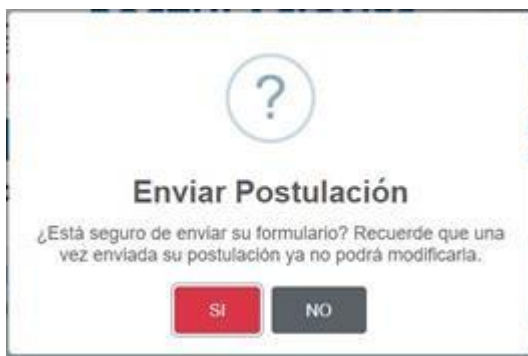 ?
Enviar Postulación
¿Está seguro de enviar su formulario? Recuerde que una
vez enviada su postulación ya no podrá modificarla.
SI
NO